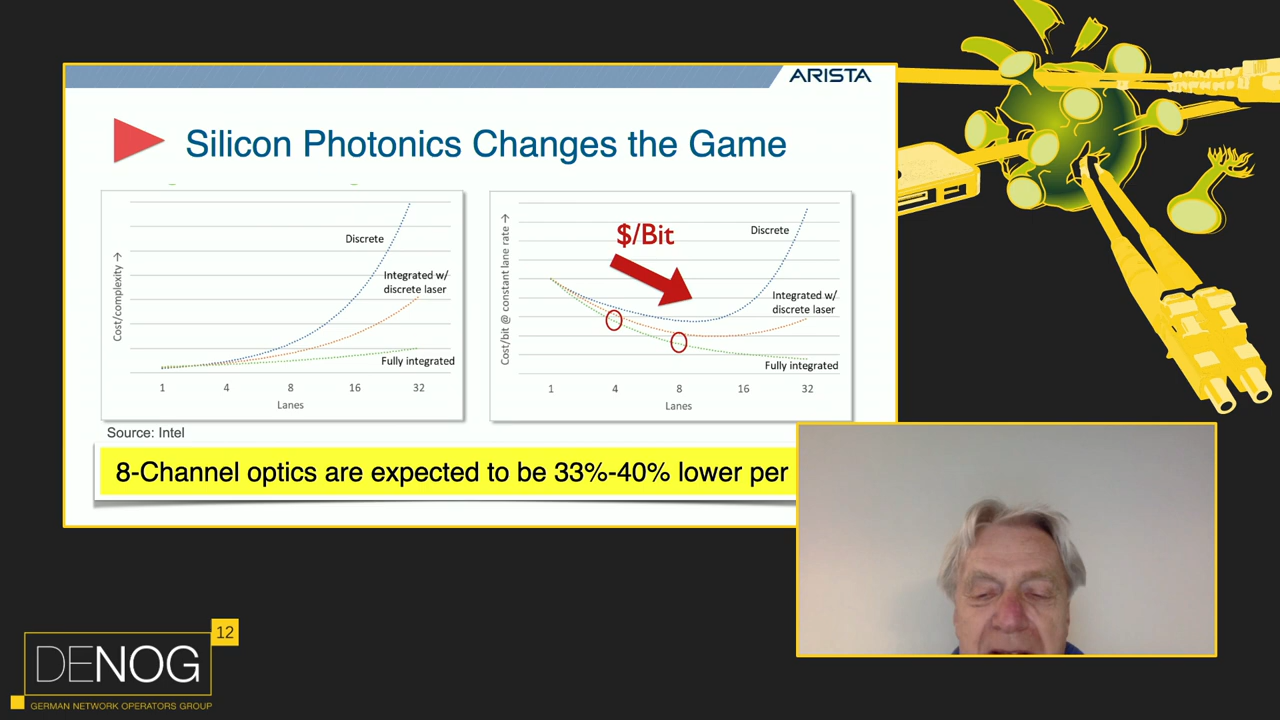 ARISTA
Silicon Photonics Changes the Game
Cost/complexity →
Discrete
Integrated w/
discrete laser
Fully integrated
1 4 8 16 32
Lanes
Cost/bit @ constant lane rate →
$/Bit
Discrete
Integrated w/
discrete laser
Fully integrated
1 4 8 16 32
Lanes
Source: Intel
8-Channel optics are expected to be 33%-40% lower per
12
DENOG
GERMAN NETWORK OPERATORS GROUP